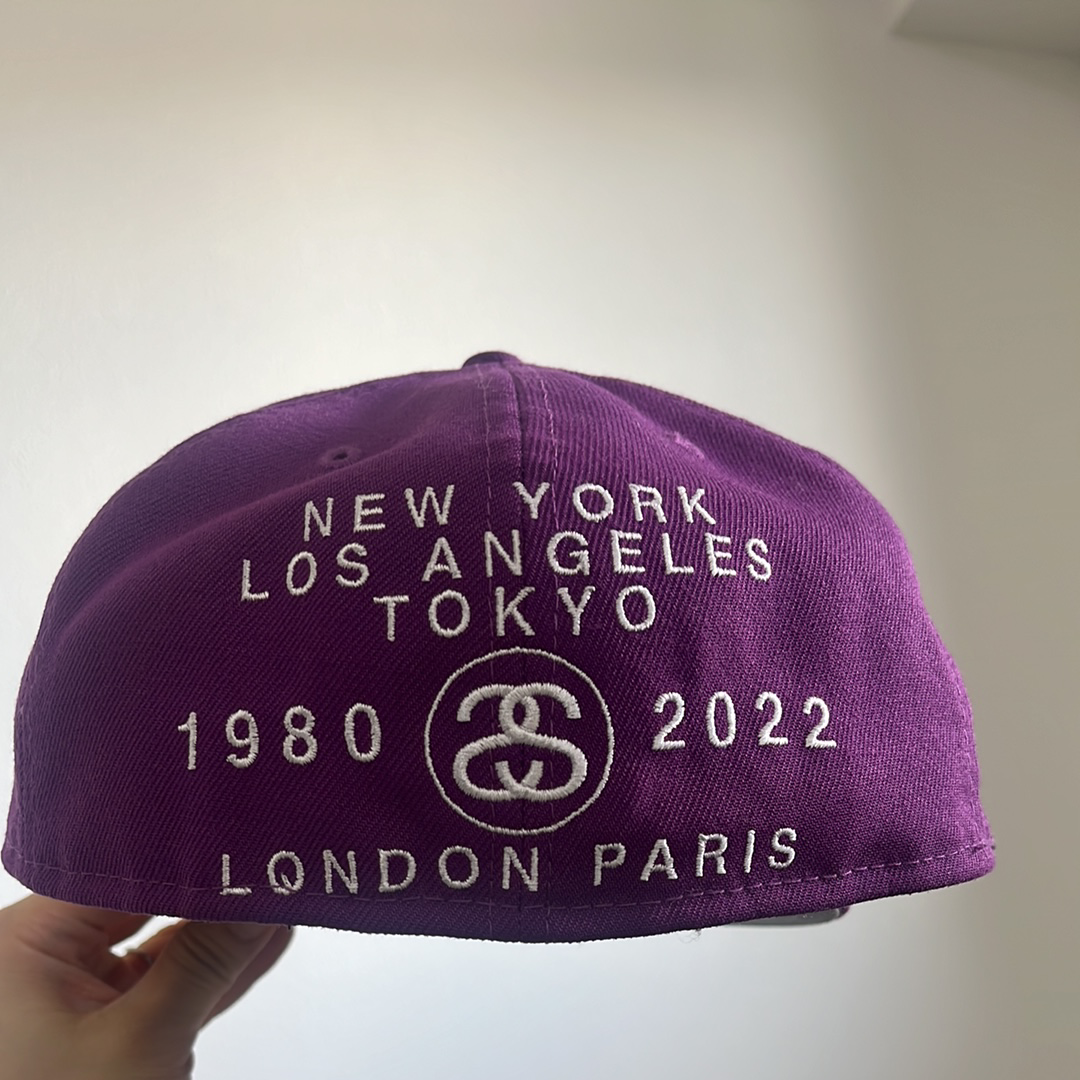 NEW YORK
LOS ANGELES
TOKYO
1980 2022
LONDON PARIS